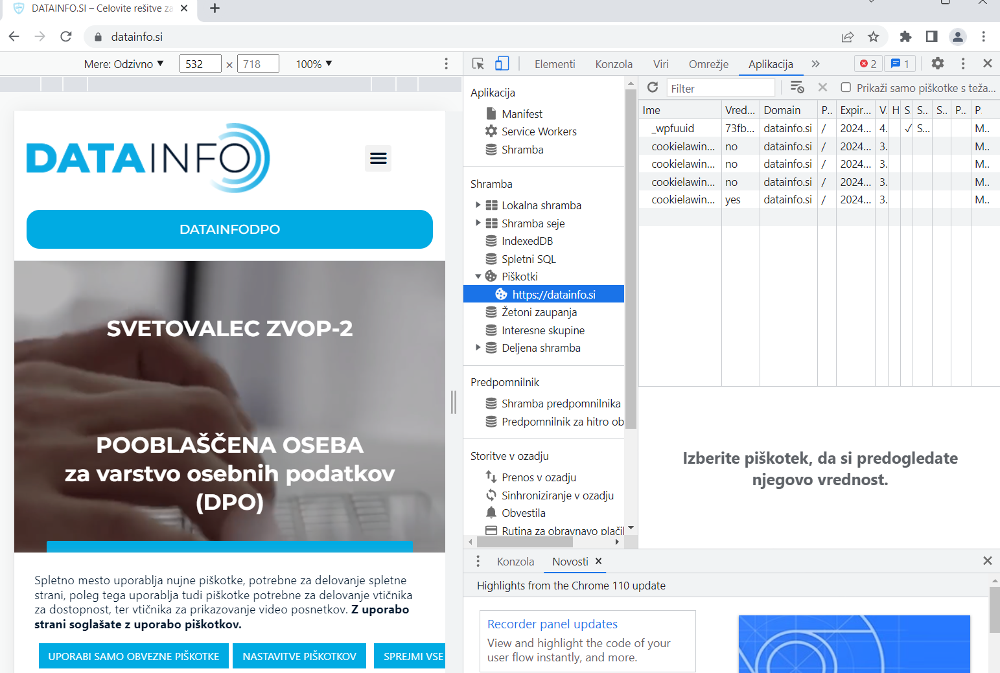 DATAINFO.SI – Celovite rešitve za
datainfo.si
Mere: Odzivno ▼ 532 × 718 100% ▼
Elementi Konzola Viri Omrežje Aplikacija » 2 1
DATAINFO
DATAINFODPO
SVETOVALEC ZVOP-2
POOBLAŠČENA OSEBA
za varstvo osebnih podatkov
(DPO)
Spletno mesto uporablja nujne piškotke, potrebne za delovanje spletne
strani, poleg tega uporablja tudi piškotke potrebne za delovanje vtičnika
za dostopnost, ter vtičnika za prikazovanje video posnetkov. Z uporabo
strani soglašate z uporabo piškotkov.
UPORABI SAMO OBVEZNE PIŠKOTKE NASTAVITVE PIŠKOTKOV SPREJMI VSE
Aplikacija
Manifest
Service Workers
Shramba
Shramba
Lokalna shramba
Shramba seje
IndexedDB
Spletni SQL
Piškotki
https://datainfo.si
Žetoni zaupanja
Interesne skupine
Deljena shramba
Predpomnilnik
Shramba predpomnilnika
Predpomnilnik za hitro ob
Storitve v ozadju
Prenos v ozadju
Sinhroniziranje v ozadju
Obvestila
Rutina za obravnavo plačil
Filter Prikaži samo piškotke s teža...
Ime Vred... Domain P.. Expir... V. H S S.. S.. P.. P.
_wpfuuid 73fb... datainfo.si / 2024... 4. ✓ S... M..
cookielawin... no datainfo.si / 2024... 3. M..
cookielawin... no datainfo.si / 2024... 3. M..
cookielawin... no datainfo.si / 2024... 3. M..
cookielawin... yes datainfo.si / 2024... 3. M..
Izberite piškotek, da si predogledate
njegovo vrednost.
Konzola Novosti
Highlights from the Chrome 110 update
Recorder panel updates
View and highlight the code of your
user flow instantly, and more.